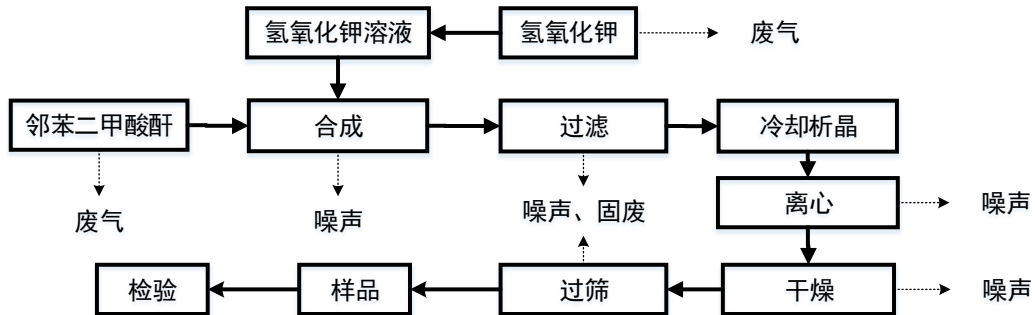 氢氧化钾溶液
氢氧化钾
废气
邻苯二甲酸酐
合成
过滤
冷却析晶
废气
噪声
噪声、固废
离心
噪声
检验
样品
过筛
干燥
噪声